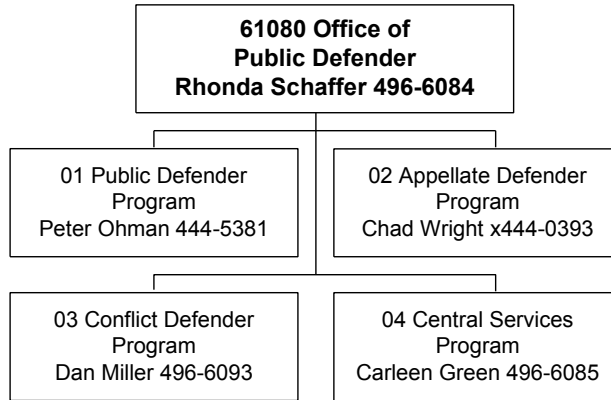 61080 Office of
Public Defender
Rhonda Schaffer 496-6084
01 Public Defender
Program
Peter Ohman 444-5381
02 Appellate Defender
Program
Chad Wright x444-0393
03 Conflict Defender
Program
Dan Miller 496-6093
04 Central Services
Program
Carleen Green 496-6085